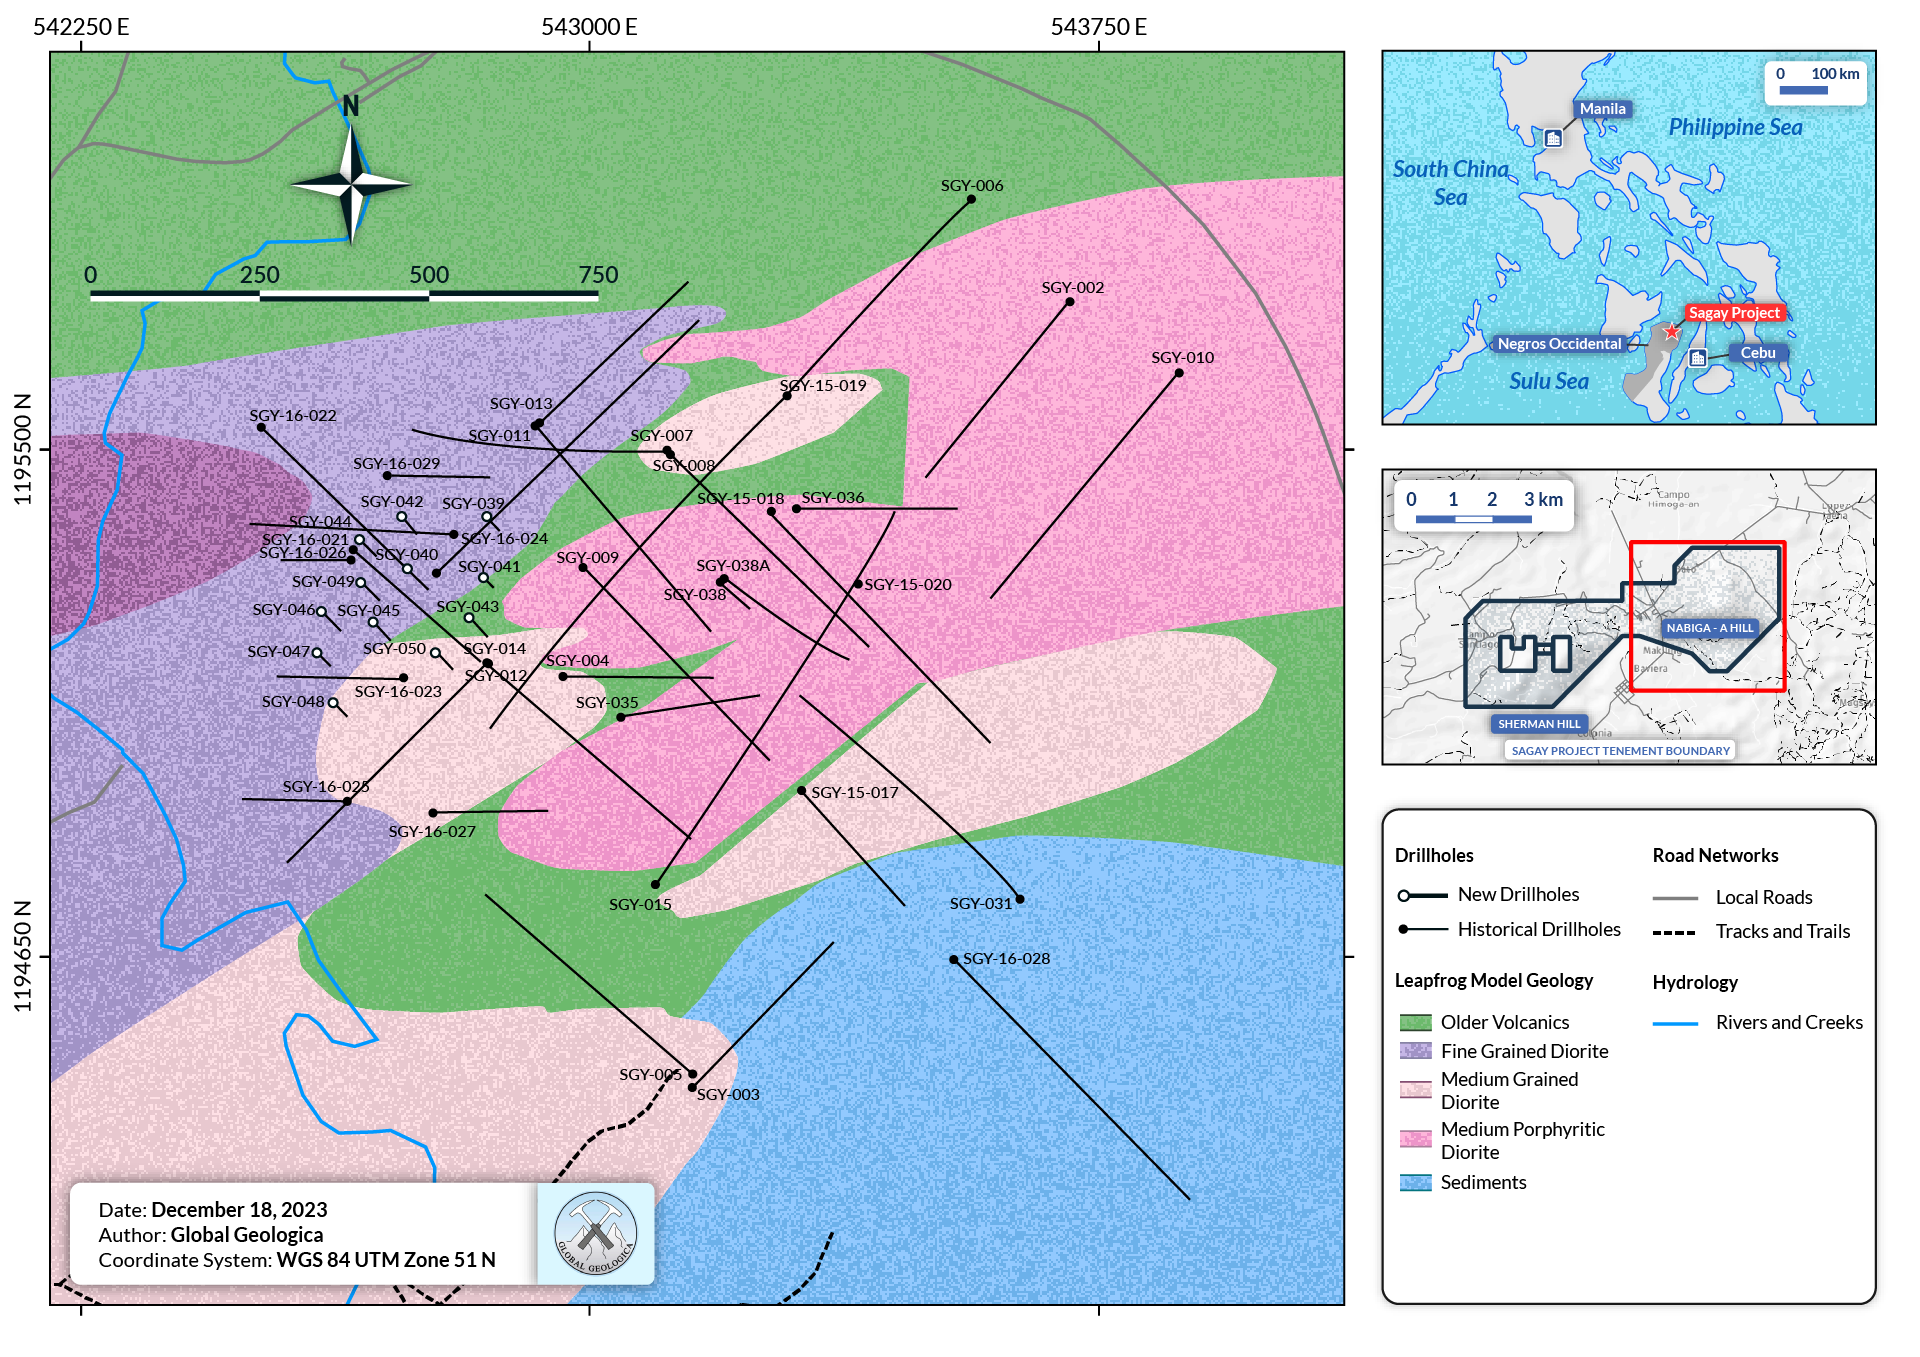 542250 E
543000 E
543750 E
N
0
250
500
750
1195500 N
1194650 N
SGY-006
SGY-002
SGY-010
SGY-15-019
SGY-013
SGY-16-022
SGY-011
SGY-007
SGY-008
SGY-16-029
SGY-042
SGY-039
SGY-15-018
SGY-036
SGY-044
SGY-16-021
SGY-16-024
SGY-16-026
SGY-040
SGY-009
SGY-041
SGY-038A
SGY-049
SGY-038
SGY-15-020
SGY-046
SGY-045
SGY-043
SGY-047
SGY-050
SGY-014
SGY-004
SGY-012
SGY-16-023
SGY-048
SGY-035
SGY-16-025
SGY-15-017
SGY-16-027
SGY-015
SGY-031
SGY-16-028
SGY-005
SGY-003
Date: December 18, 2023
Author: Global Geologica
Coordinate System: WGS 84 UTM Zone 51 N
GLOBAL GEOLOGICA
0
100 km
Manila
Philippine Sea
South China
Sea
Sagay Project
Negros Occidental
Cebu
Sulu Sea
0
1
2
3 km
Campo
Himoga-an
Lopez
Jaena
NABIGA - A HILL
Campo
Santiago
Baviera
SHERMAN HILL
Colonia
SAGAY PROJECT TENEMENT BOUNDARY
Drillholes
New Drillholes
Historical Drillholes
Leapfrog Model Geology
Older Volcanics
Fine Grained Diorite
Medium Grained
Diorite
Medium Porphyritic
Diorite
Sediments
Road Networks
Local Roads
Tracks and Trails
Hydrology
Rivers and Creeks